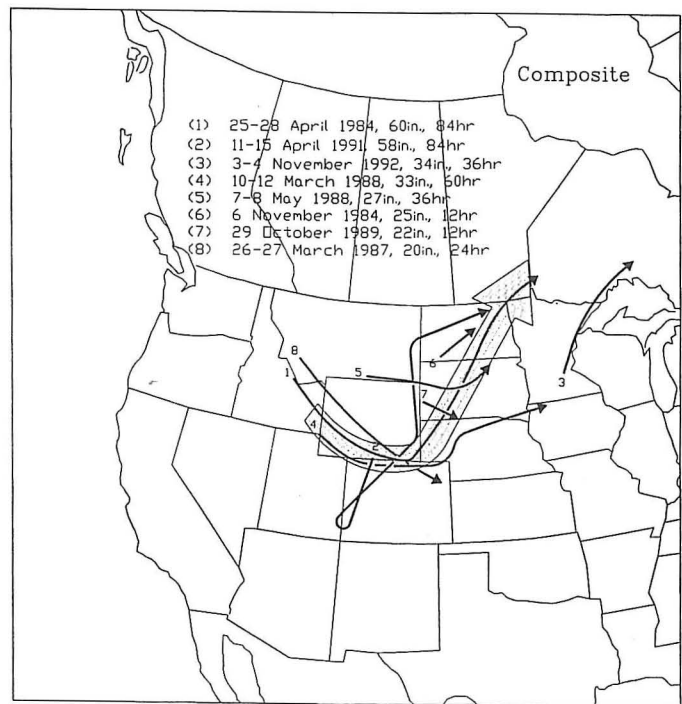 Composite
(1) 25-28 April 1984, 60in., 84hr
(2) 11-15 April 1991, 58in., 84hr
(3) 3-4 November 1992, 34in., 36hr
(4) 10-12 March 1988, 33in., 60hr
(5) 7-8 May 1988, 27in., 36hr
(6) 6 November 1984, 25in., 12hr
(7) 29 October 1989, 22in., 12hr
(8) 26-27 March 1987, 20in., 24hr
8
6
1
5
3
7
4
2